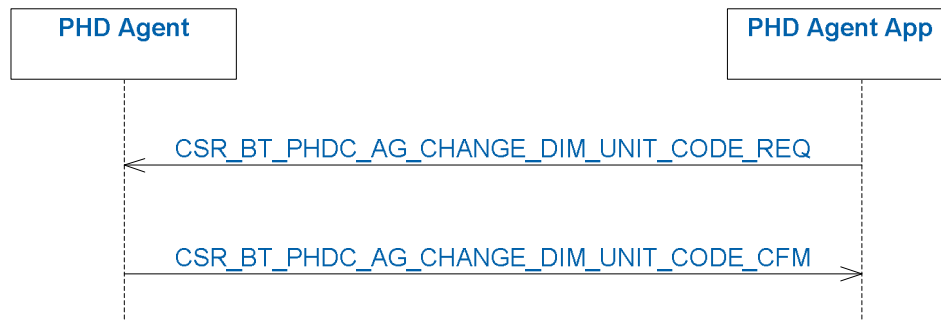 PHD Agent
PHD Agent App
CSR_BT_PHDC_AG_CHANGE_DIM_UNIT_CODE_REQ
CSR_BT_PHDC_AG_CHANGE_DIM_UNIT_CODE_CFM